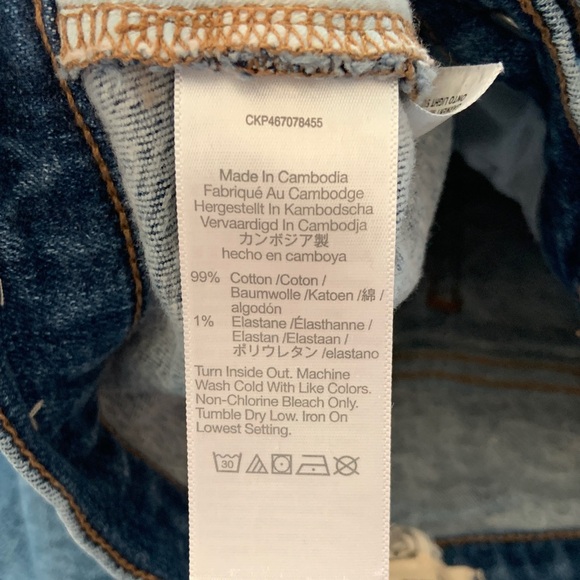 CKP467078455
Made In Cambodia
Fabriqué Au Cambodge
Hergestellt In Kambodscha
Vervaardigd In Cambodja
カンボジア製
hecho en camboya
99% Cotton /Coton /
Baumwolle /Katoen /綿 /
algodón
1% Elastane /Élasthanne /
Elastan /Elastaan /
ポリウレタン /elastano
Turn Inside Out. Machine
Wash Cold With Like Colors.
Non-Chlorine Bleach Only.
Tumble Dry Low. Iron On
Lowest Setting.
30